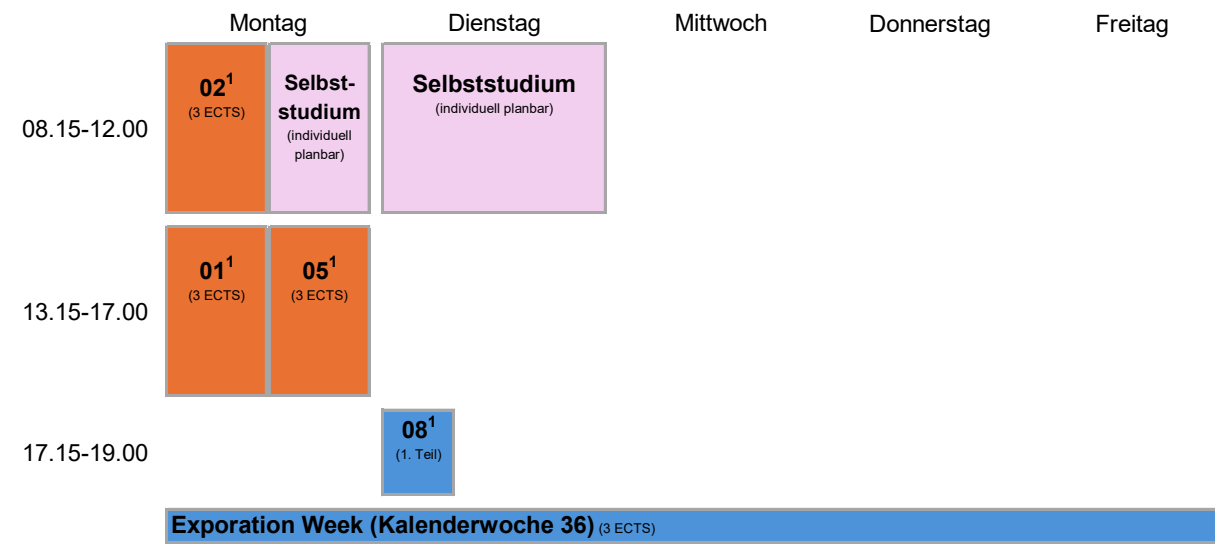 Montag Dienstag Mittwoch Donnerstag Freitag
08.15-12.00
02¹
(3 ECTS)
Selbst-
studium
(individuell
planbar)
Selbststudium
(individuell planbar)
13.15-17.00
01¹
(3 ECTS)
05¹
(3 ECTS)
17.15-19.00
08¹
(1. Teil)
Exporation Week (Kalenderwoche 36) (3 ECTS)